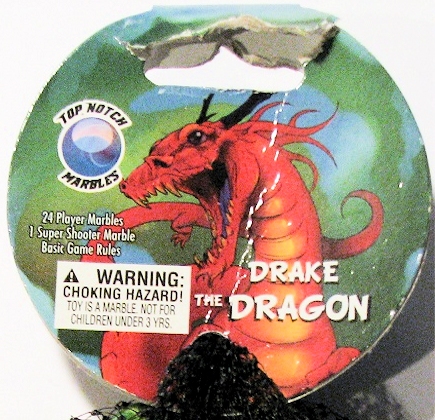 TOP NOTCH
MARBLES
24 Player Marbles
1 Super Shooter Marble
Basic Game Rules
WARNING:
CHOKING HAZARD!
TOY IS A MARBLE. NOT FOR
CHILDREN UNDER 3 YRS.
DRAKE
THE DRAGON